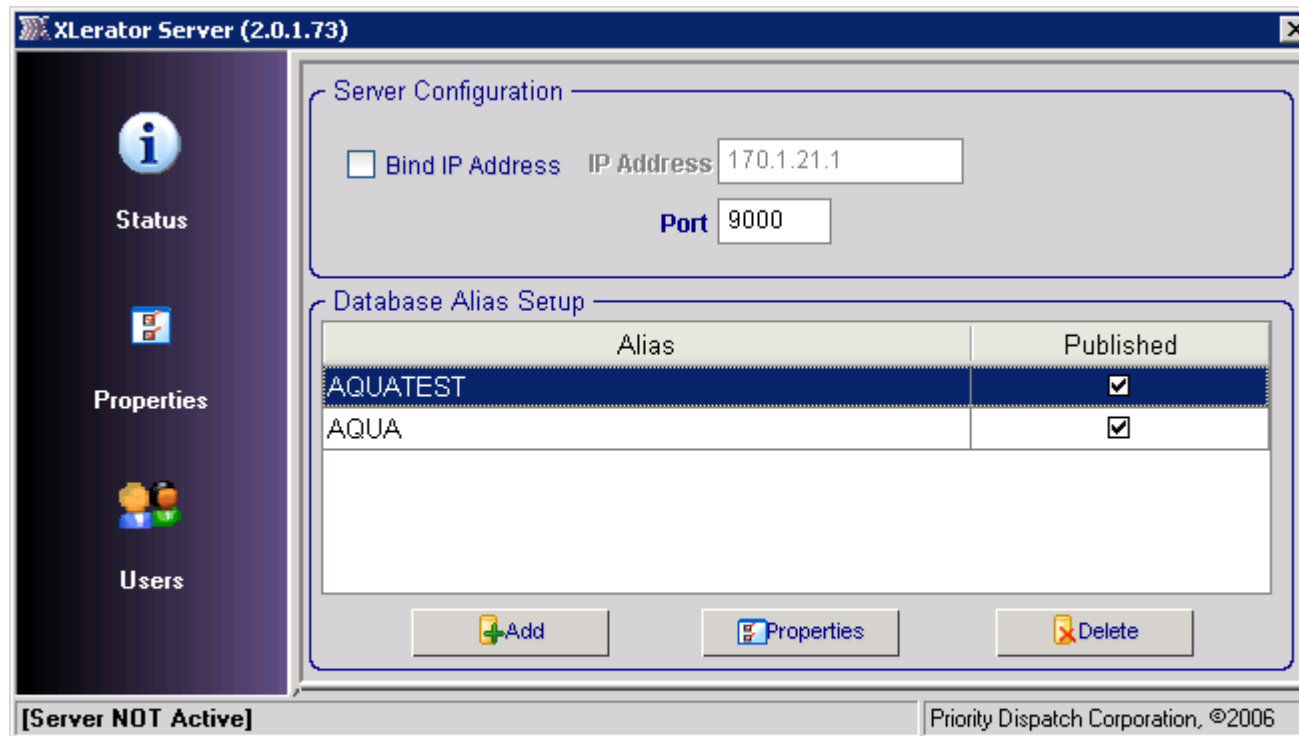 XLerator Server (2.0.1.73)
Status
Properties
Users
Server Configuration
Bind IP Address IP Address 170.1.21.1
Port 9000
Database Alias Setup
Alias Published
AQUATEST
AQUA
Add Properties Delete
[Server NOT Active] Priority Dispatch Corporation, ©2006